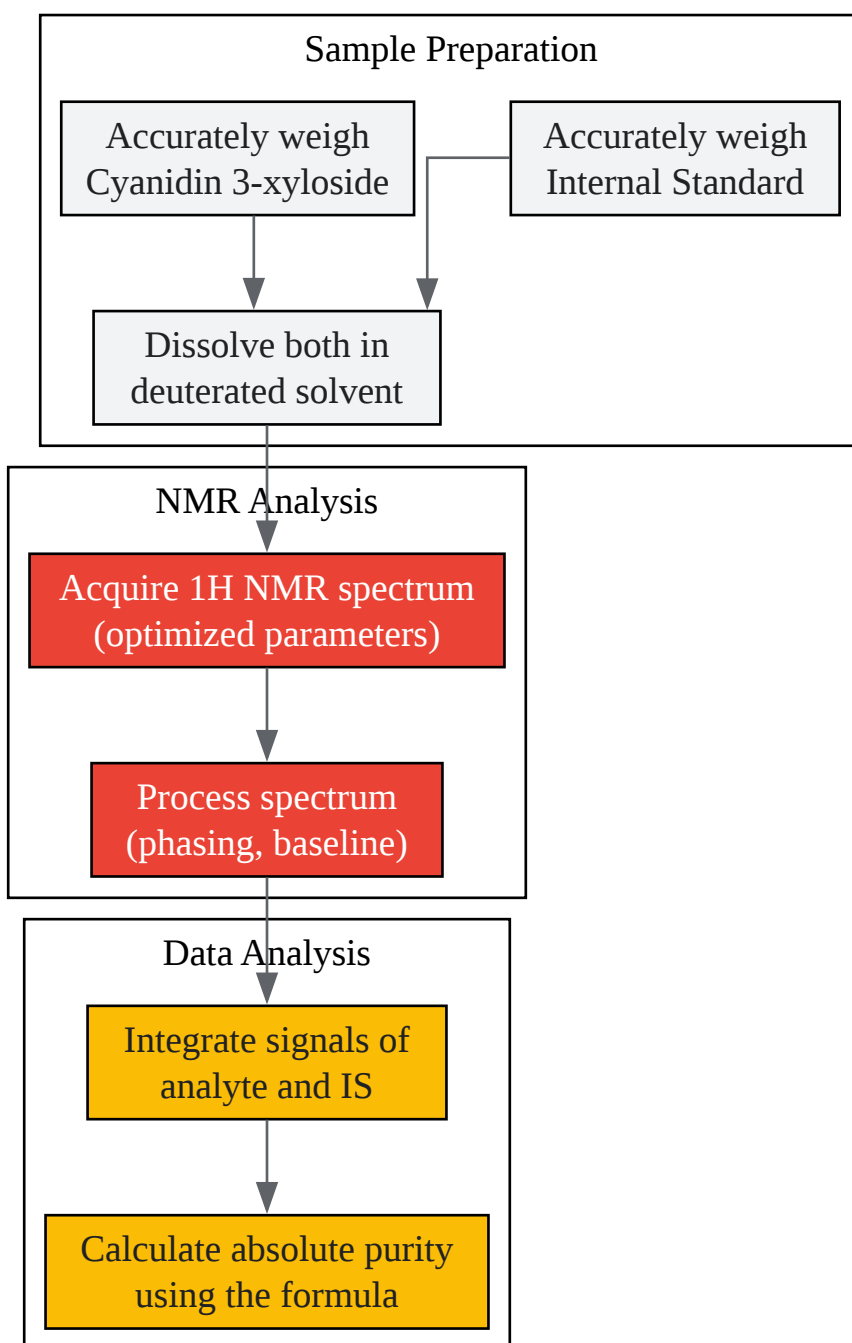 Sample Preparation
Accurately weigh
Cyanidin 3-xyloside
Accurately weigh
Internal Standard
Dissolve both in
deuterated solvent
NMR Analysis
Acquire 1H NMR spectrum
(optimized parameters)
Process spectrum
(phasing, baseline)
Data Analysis
Integrate signals of
analyte and IS
Calculate absolute purity
using the formula